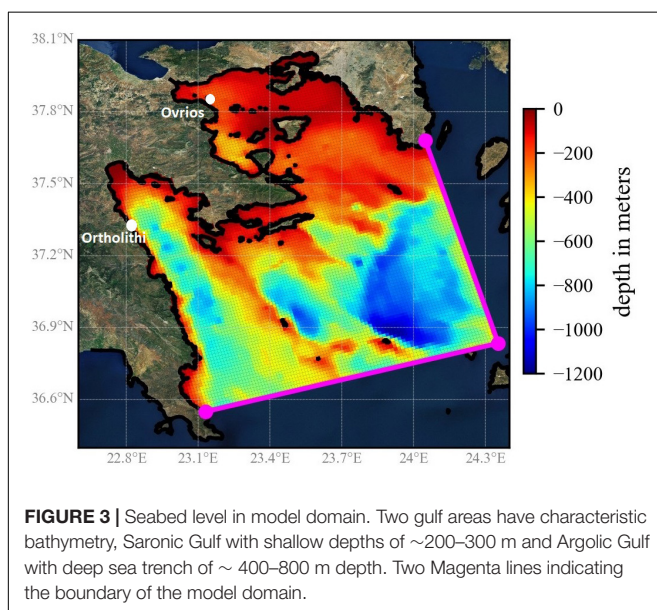 38.1°N
37.8°N
37.5°N
37.2°N
36.9°N
36.6°N
22.8°E 23.1°E 23.4°E 23.7°E 24°E 24.3°E
Ovrios
Ortholithi
0
−200
−400
−600
−800
−1000
−1200
depth in meters
FIGURE 3 | Seabed level in model domain. Two gulf areas have characteristic
bathymetry, Saronic Gulf with shallow depths of ~200–300 m and Argolic Gulf
with deep sea trench of ~ 400–800 m depth. Two Magenta lines indicating
the boundary of the model domain.